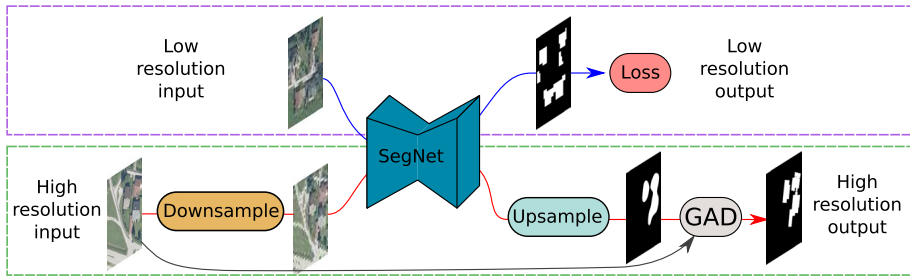 Low
resolution
input
Loss
Low
resolution
output
SegNet
High
resolution
input
Downsample
Upsample
GAD
High
resolution
output